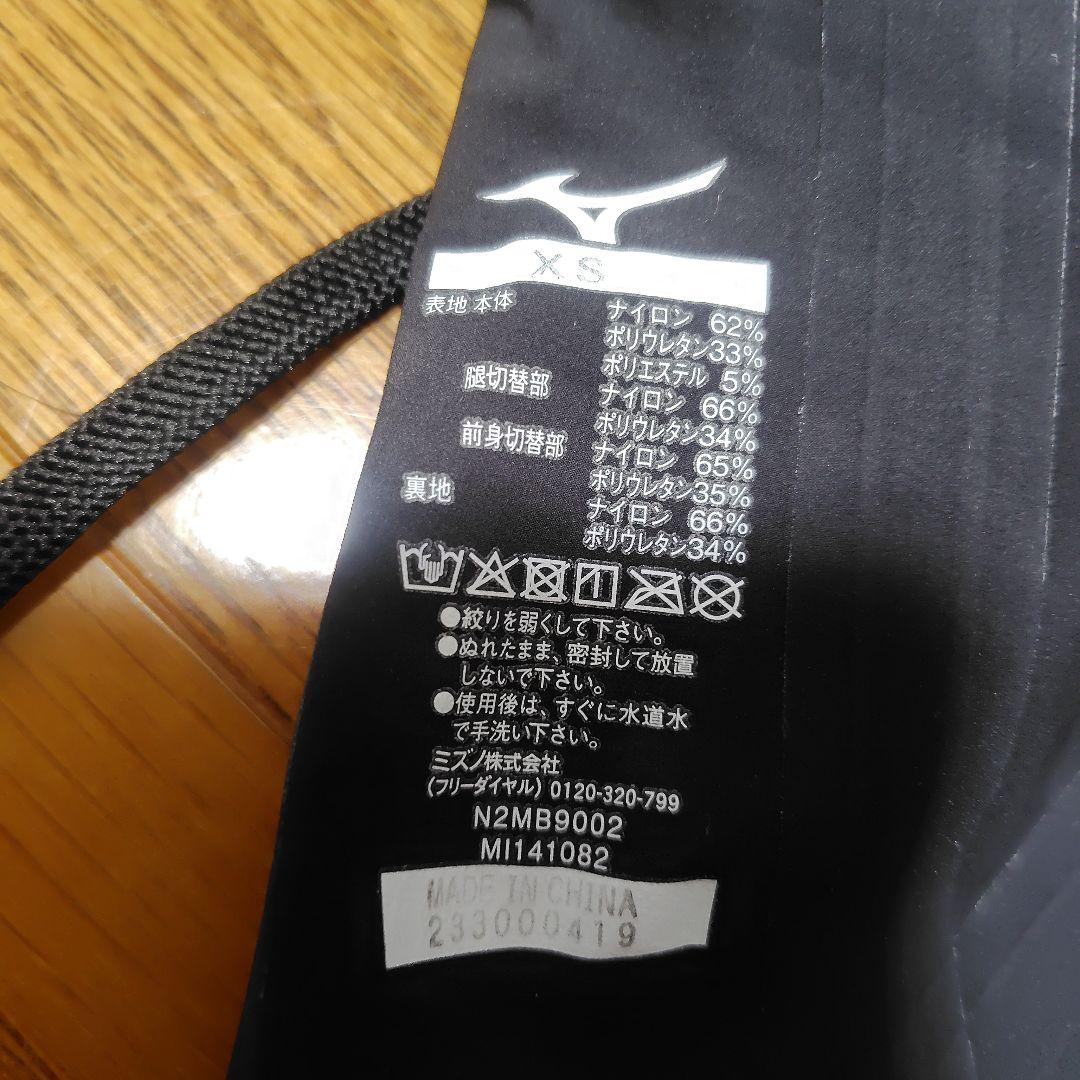 XS
表地 本体 ナイロン 62%
ポリウレタン33%
ポリエステル 5%
腿切替部 ナイロン 66%
ポリウレタン34%
前身切替部 ナイロン 65%
ポリウレタン35%
裏地 ナイロン 66%
ポリウレタン34%
●絞りを弱くして下さい。
●ぬれたまま、密封して放置
しないで下さい。
●使用後は、すぐに水道水
で手洗い下さい。
ミズノ株式会社
(フリーダイヤル) 0120-320-799
N2MB9002
MI141082
MADE IN CHINA
233000419